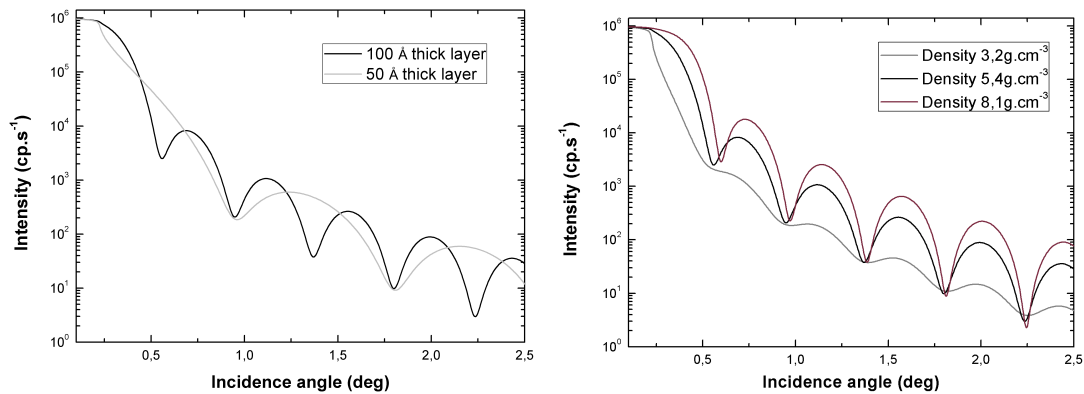 10⁶
10⁵
10⁴
10³
10²
10¹
10⁰
Intensity (cp.s⁻¹)
100 Å thick layer
50 Å thick layer
0,5 1,0 1,5 2,0 2,5
Incidence angle (deg)
10⁶
10⁵
10⁴
10³
10²
10¹
10⁰
Intensity (cp.s⁻¹)
Density 3,2g.cm⁻³
Density 5,4g.cm⁻³
Density 8,1g.cm⁻³
0,5 1,0 1,5 2,0 2,5
Incidence angle (deg)